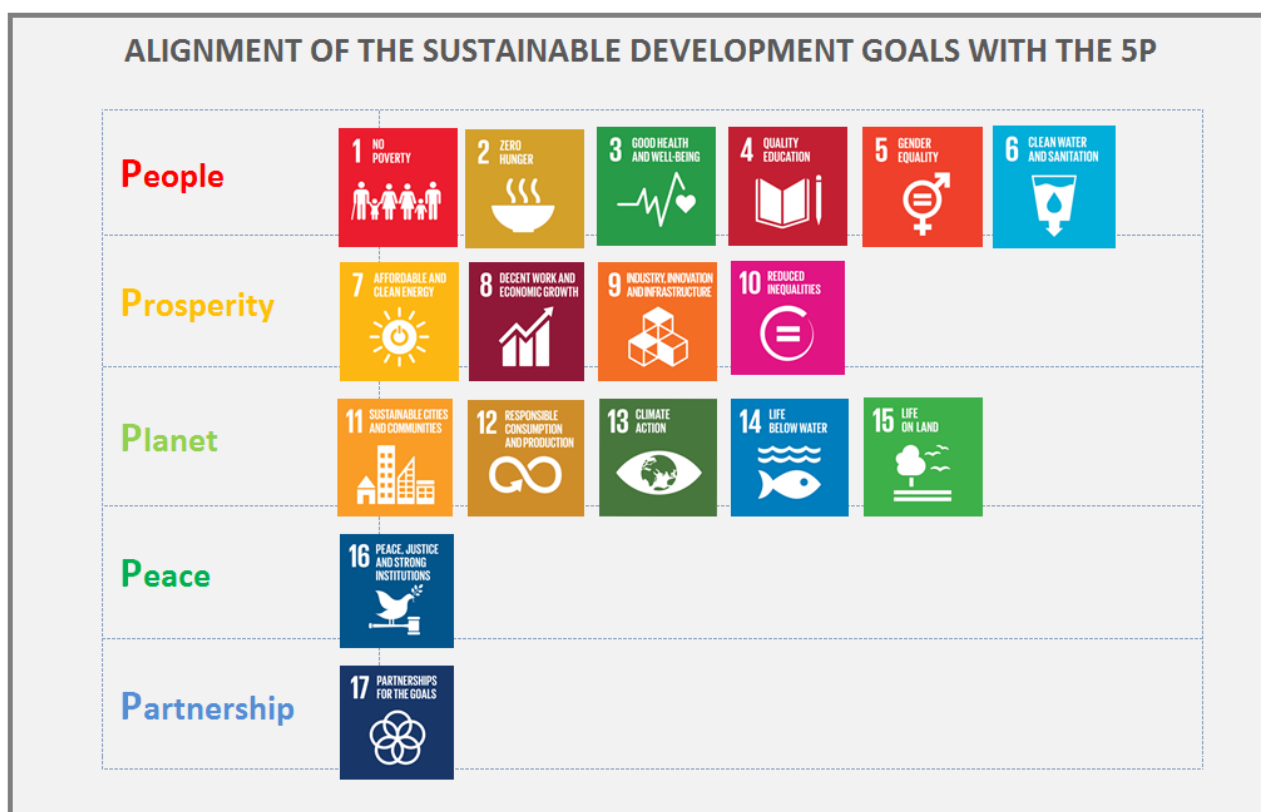 ALIGNMENT OF THE SUSTAINABLE DEVELOPMENT GOALS WITH THE 5P
People
1 NO
POVERTY
2 ZERO
HUNGER
3 GOOD HEALTH
AND WELL-BEING
4 QUALITY
EDUCATION
5 GENDER
EQUALITY
6 CLEAN WATER
AND SANITATION
Prosperity
7 AFFORDABLE AND
CLEAN ENERGY
8 DECENT WORK AND
ECONOMIC GROWTH
9 INDUSTRY, INNOVATION
AND INFRASTRUCTURE
10 REDUCED
INEQUALITIES
Planet
11 SUSTAINABLE CITIES
AND COMMUNITIES
12 RESPONSIBLE
CONSUMPTION
AND PRODUCTION
13 CLIMATE
ACTION
14 LIFE
BELOW WATER
15 LIFE
ON LAND
Peace
16 PEACE, JUSTICE
AND STRONG
INSTITUTIONS
Partnership
17 PARTNERSHIPS
FOR THE GOALS